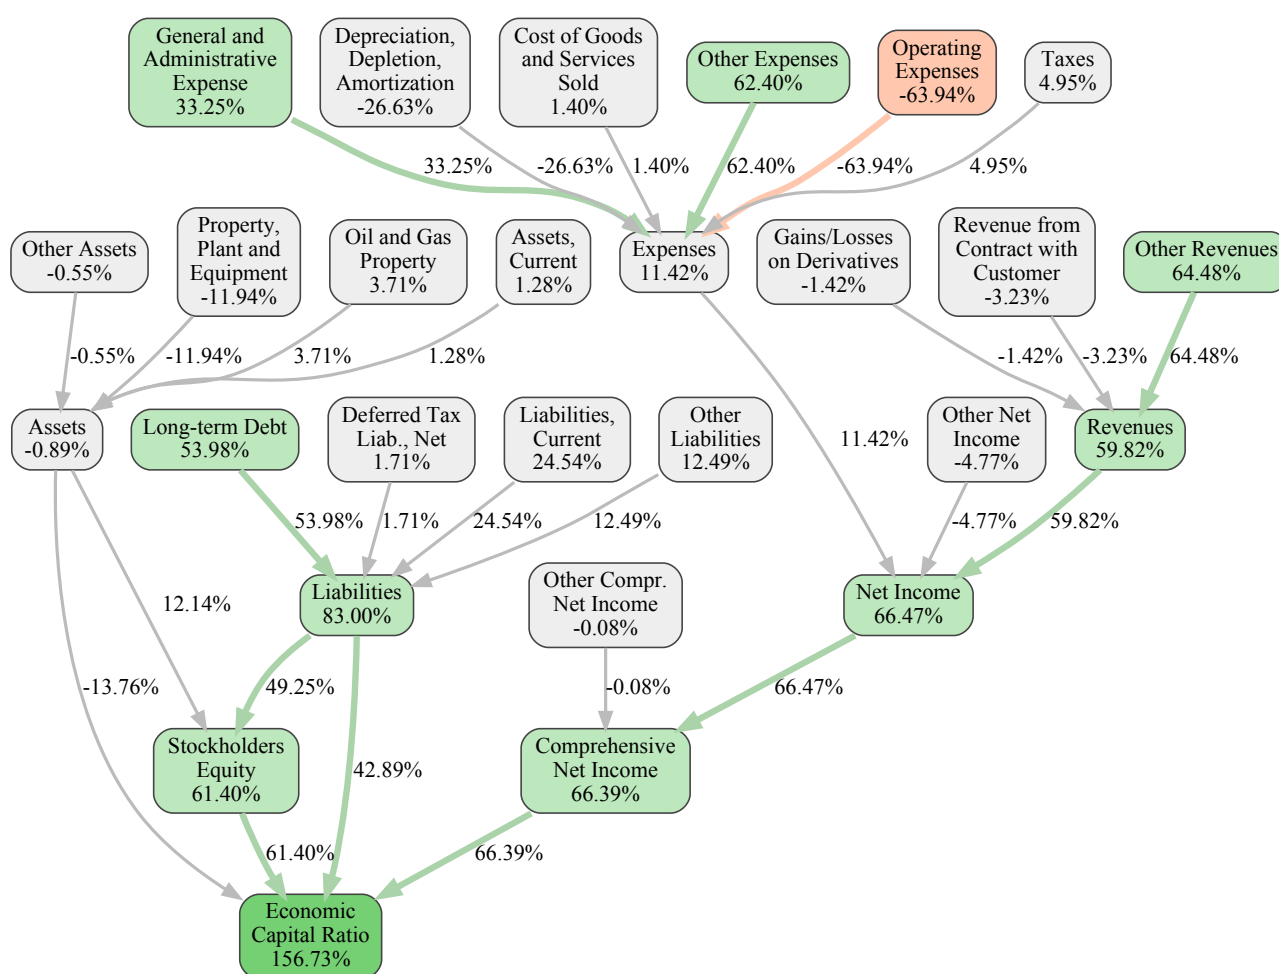 General and
Administrative
Expense
33.25%
Depreciation,
Depletion,
Amortization
-26.63%
Cost of Goods
and Services
Sold
1.40%
Other Expenses
62.40%
Operating
Expenses
-63.94%
Taxes
4.95%
33.25%
-26.63%
1.40%
62.40%
-63.94%
4.95%
Other Assets
-0.55%
Property,
Plant and
Equipment
-11.94%
Oil and Gas
Property
3.71%
Assets,
Current
1.28%
Expenses
11.42%
Gains/Losses
on Derivatives
-1.42%
Revenue from
Contract with
Customer
-3.23%
Other Revenues
64.48%
-0.55%
-11.94%
3.71%
1.28%
-1.42%
-3.23%
64.48%
Assets
-0.89%
Long-term Debt
53.98%
Deferred Tax
Liab., Net
1.71%
Liabilities,
Current
24.54%
Other
Liabilities
12.49%
11.42%
Other Net
Income
-4.77%
Revenues
59.82%
53.98%
1.71%
24.54%
12.49%
-4.77%
59.82%
12.14%
Liabilities
83.00%
Other Compr.
Net Income
-0.08%
Net Income
66.47%
-13.76%
49.25%
-0.08%
66.47%
Stockholders
Equity
61.40%
42.89%
Comprehensive
Net Income
66.39%
61.40%
66.39%
Economic
Capital Ratio
156.73%